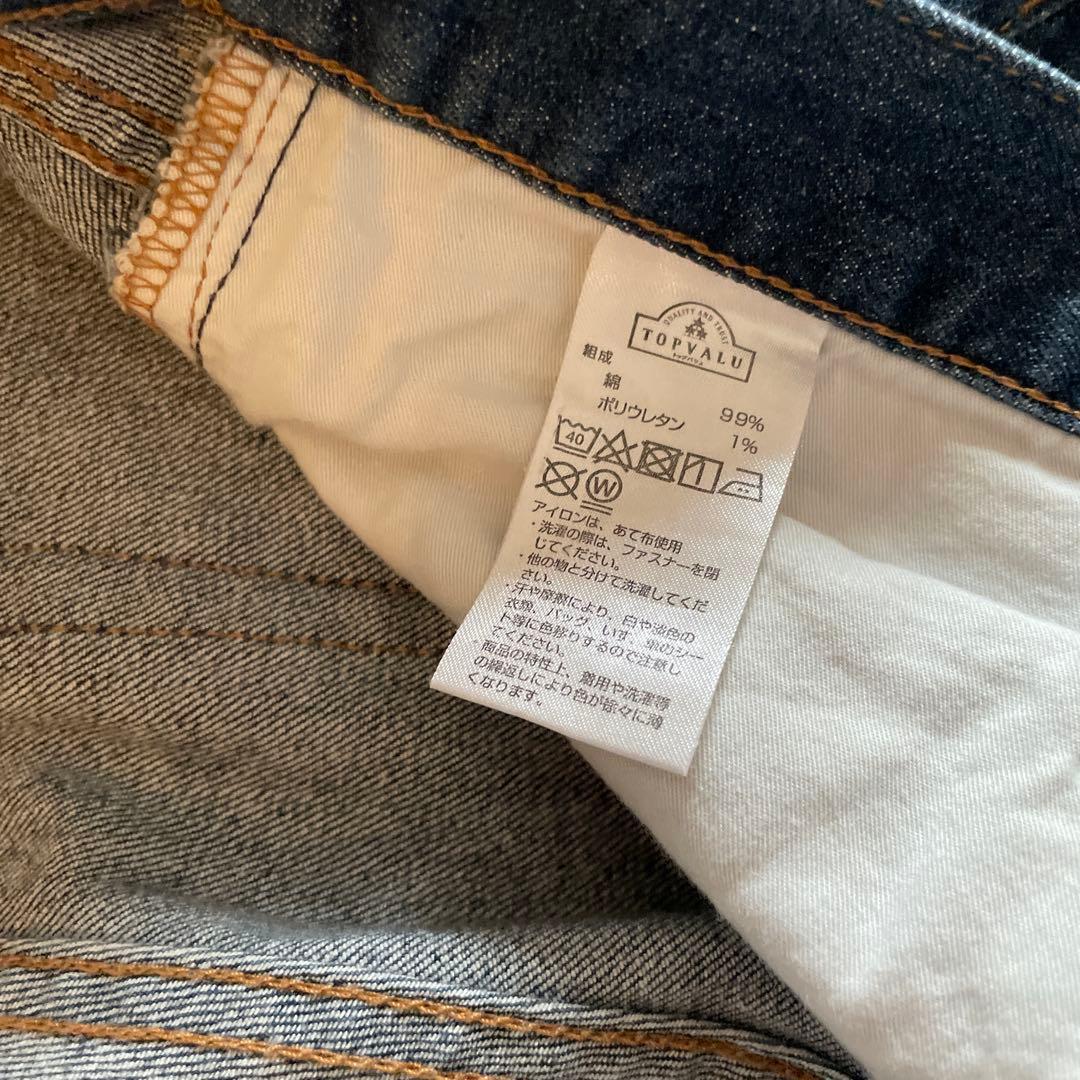 QUALITY AND TRUST
TOPVALU
トップバリュ
組成
綿 99%
ポリウレタン 1%
40
W
アイロンは、あて布使用
・洗濯の際は、ファスナーを閉
じてください。
・他の物と分けて洗濯してくだ
さい。
・汗や摩擦により、白や淡色の
衣類、バッグ、いす、車のシー
ト等に色移りするので注意し
てください。
・商品の特性上、着用や洗濯等
の繰返しにより色が徐々に薄
くなります。